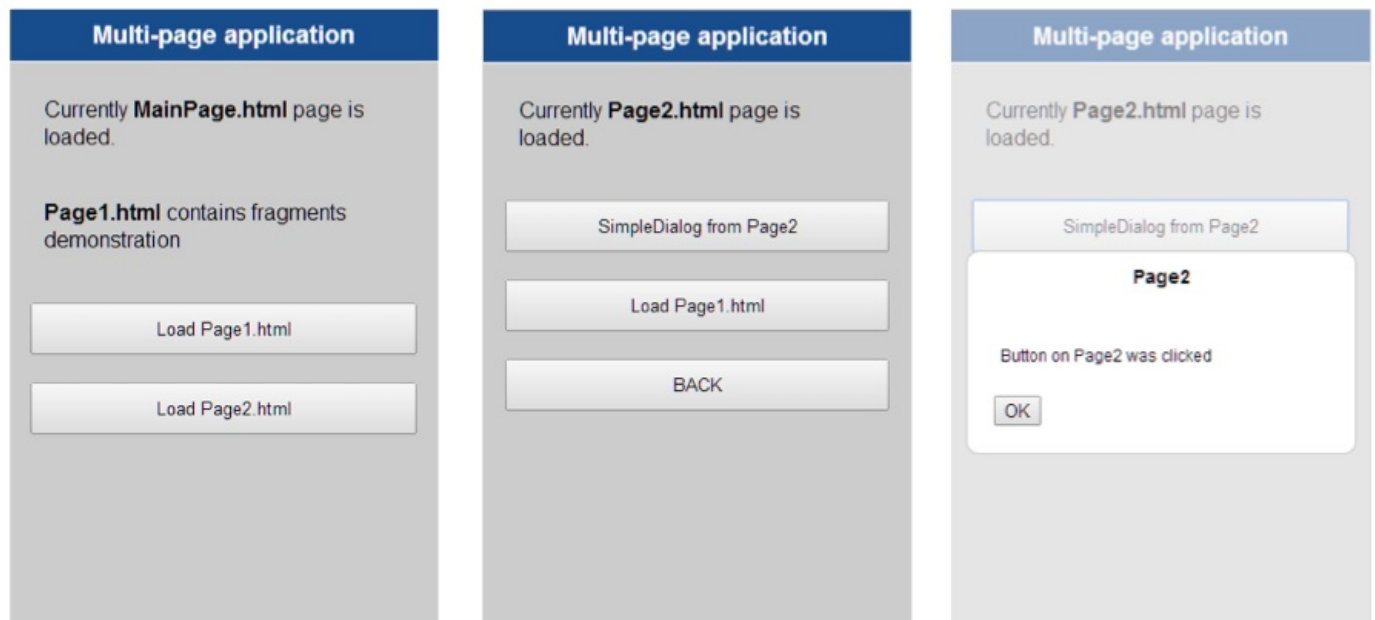 Multi-page application
Currently MainPage.html page is
loaded.
Page1.html contains fragments
demonstration
Load Page1.html
Load Page2.html
Multi-page application
Currently Page2.html page is
loaded.
SimpleDialog from Page2
Load Page1.html
BACK
Multi-page application
Currently Page2.html page is
loaded.
SimpleDialog from Page2
Page2
Button on Page2 was clicked
OK